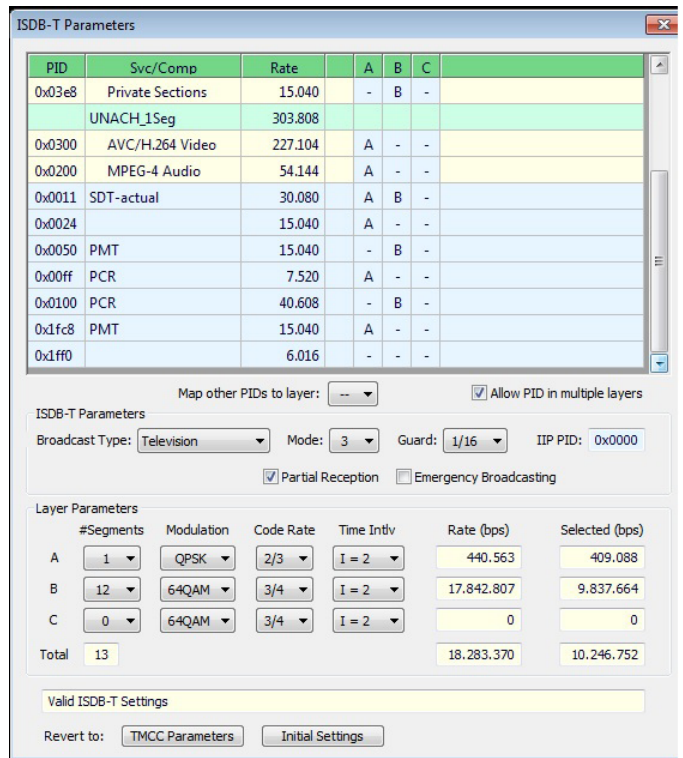 ISDB-T Parameters
PID Svc/Comp Rate A B C
0x03e8 Private Sections 15.040 - B -
UNACH_1Seg 303.808
0x0300 AVC/H.264 Video 227.104 A - -
0x0200 MPEG-4 Audio 54.144 A - -
0x0011 SDT-actual 30.080 A B -
0x0024 15.040 A - -
0x0050 PMT 15.040 - B -
0x00ff PCR 7.520 A - -
0x0100 PCR 40.608 - B -
0x1fc8 PMT 15.040 A - -
0x1ff0 6.016 - - -
Map other PIDs to layer: -- Allow PID in multiple layers
ISDB-T Parameters
Broadcast Type: Television Mode: 3 Guard: 1/16 IIP PID: 0x0000
Partial Reception Emergency Broadcasting
Layer Parameters
#Segments Modulation Code Rate Time Intlv Rate (bps) Selected (bps)
A 1 QPSK 2/3 I = 2 440.563 409.088
B 12 64QAM 3/4 I = 2 17.842.807 9.837.664
C 0 64QAM 3/4 I = 2 0 0
Total 13 18.283.370 10.246.752
Valid ISDB-T Settings
Revert to: TMCC Parameters Initial Settings